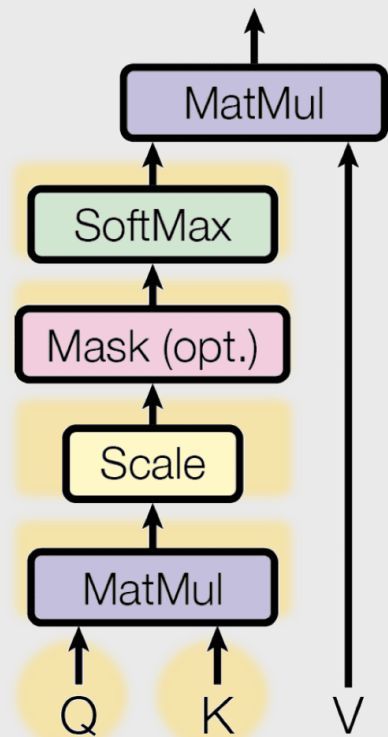 MatMul
SoftMax
Mask (opt.)
Scale
MatMul
Q K V